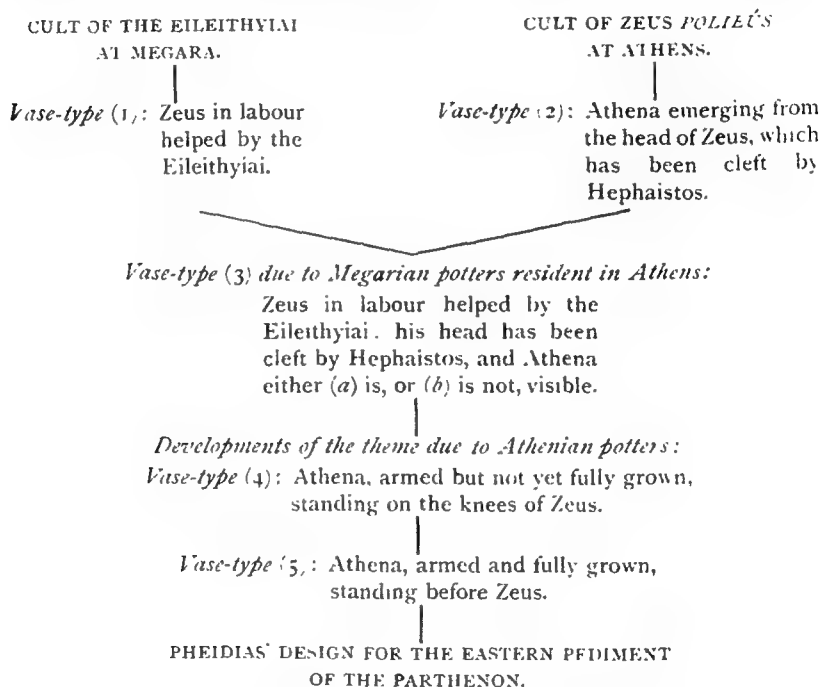 CULT OF THE EILEITHYIAI
AT MEGARA.
Vase-type (1): Zeus in labour
helped by the
Eileithyiai.
CULT OF ZEUS POLIEÚS
AT ATHENS.
Vase-type (2): Athena emerging from
the head of Zeus, which
has been cleft by
Hephaistos.
Vase-type (3) due to Megarian potters resident in Athens:
Zeus in labour helped by the
Eileithyiai. his head has been
cleft by Hephaistos, and Athena
either (a) is, or (b) is not, visible.
Developments of the theme due to Athenian potters:
Vase-type (4): Athena, armed but not yet fully grown,
standing on the knees of Zeus.
Vase-type (5): Athena, armed and fully grown,
standing before Zeus.
PHEIDIAS' DESIGN FOR THE EASTERN PEDIMENT
OF THE PARTHENON.